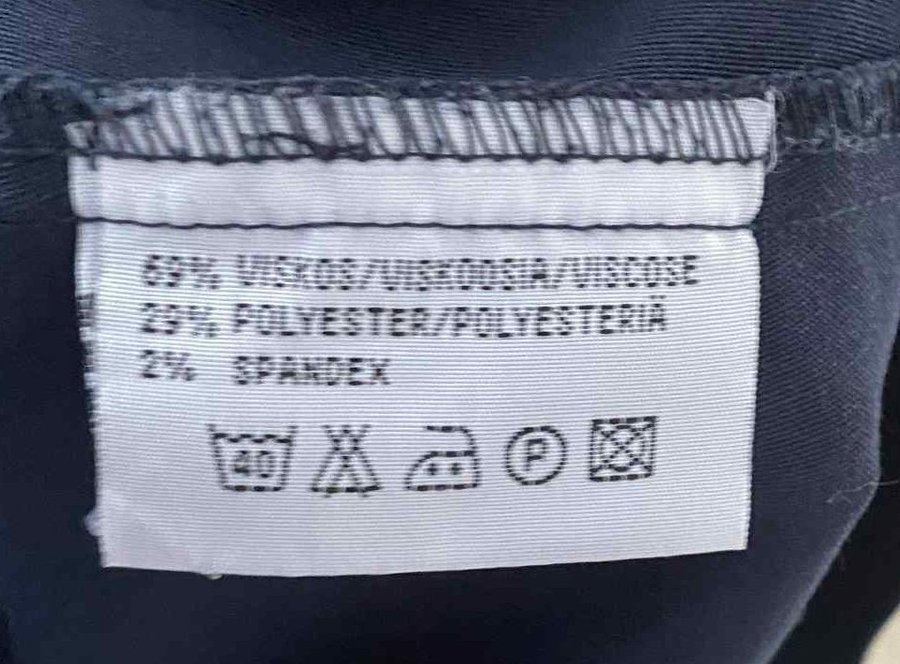 69% VISKOS/VISKOOSIA/VISCOSE
29% POLYESTER/POLYESTERIÄ
2% SPANDEX
40 P